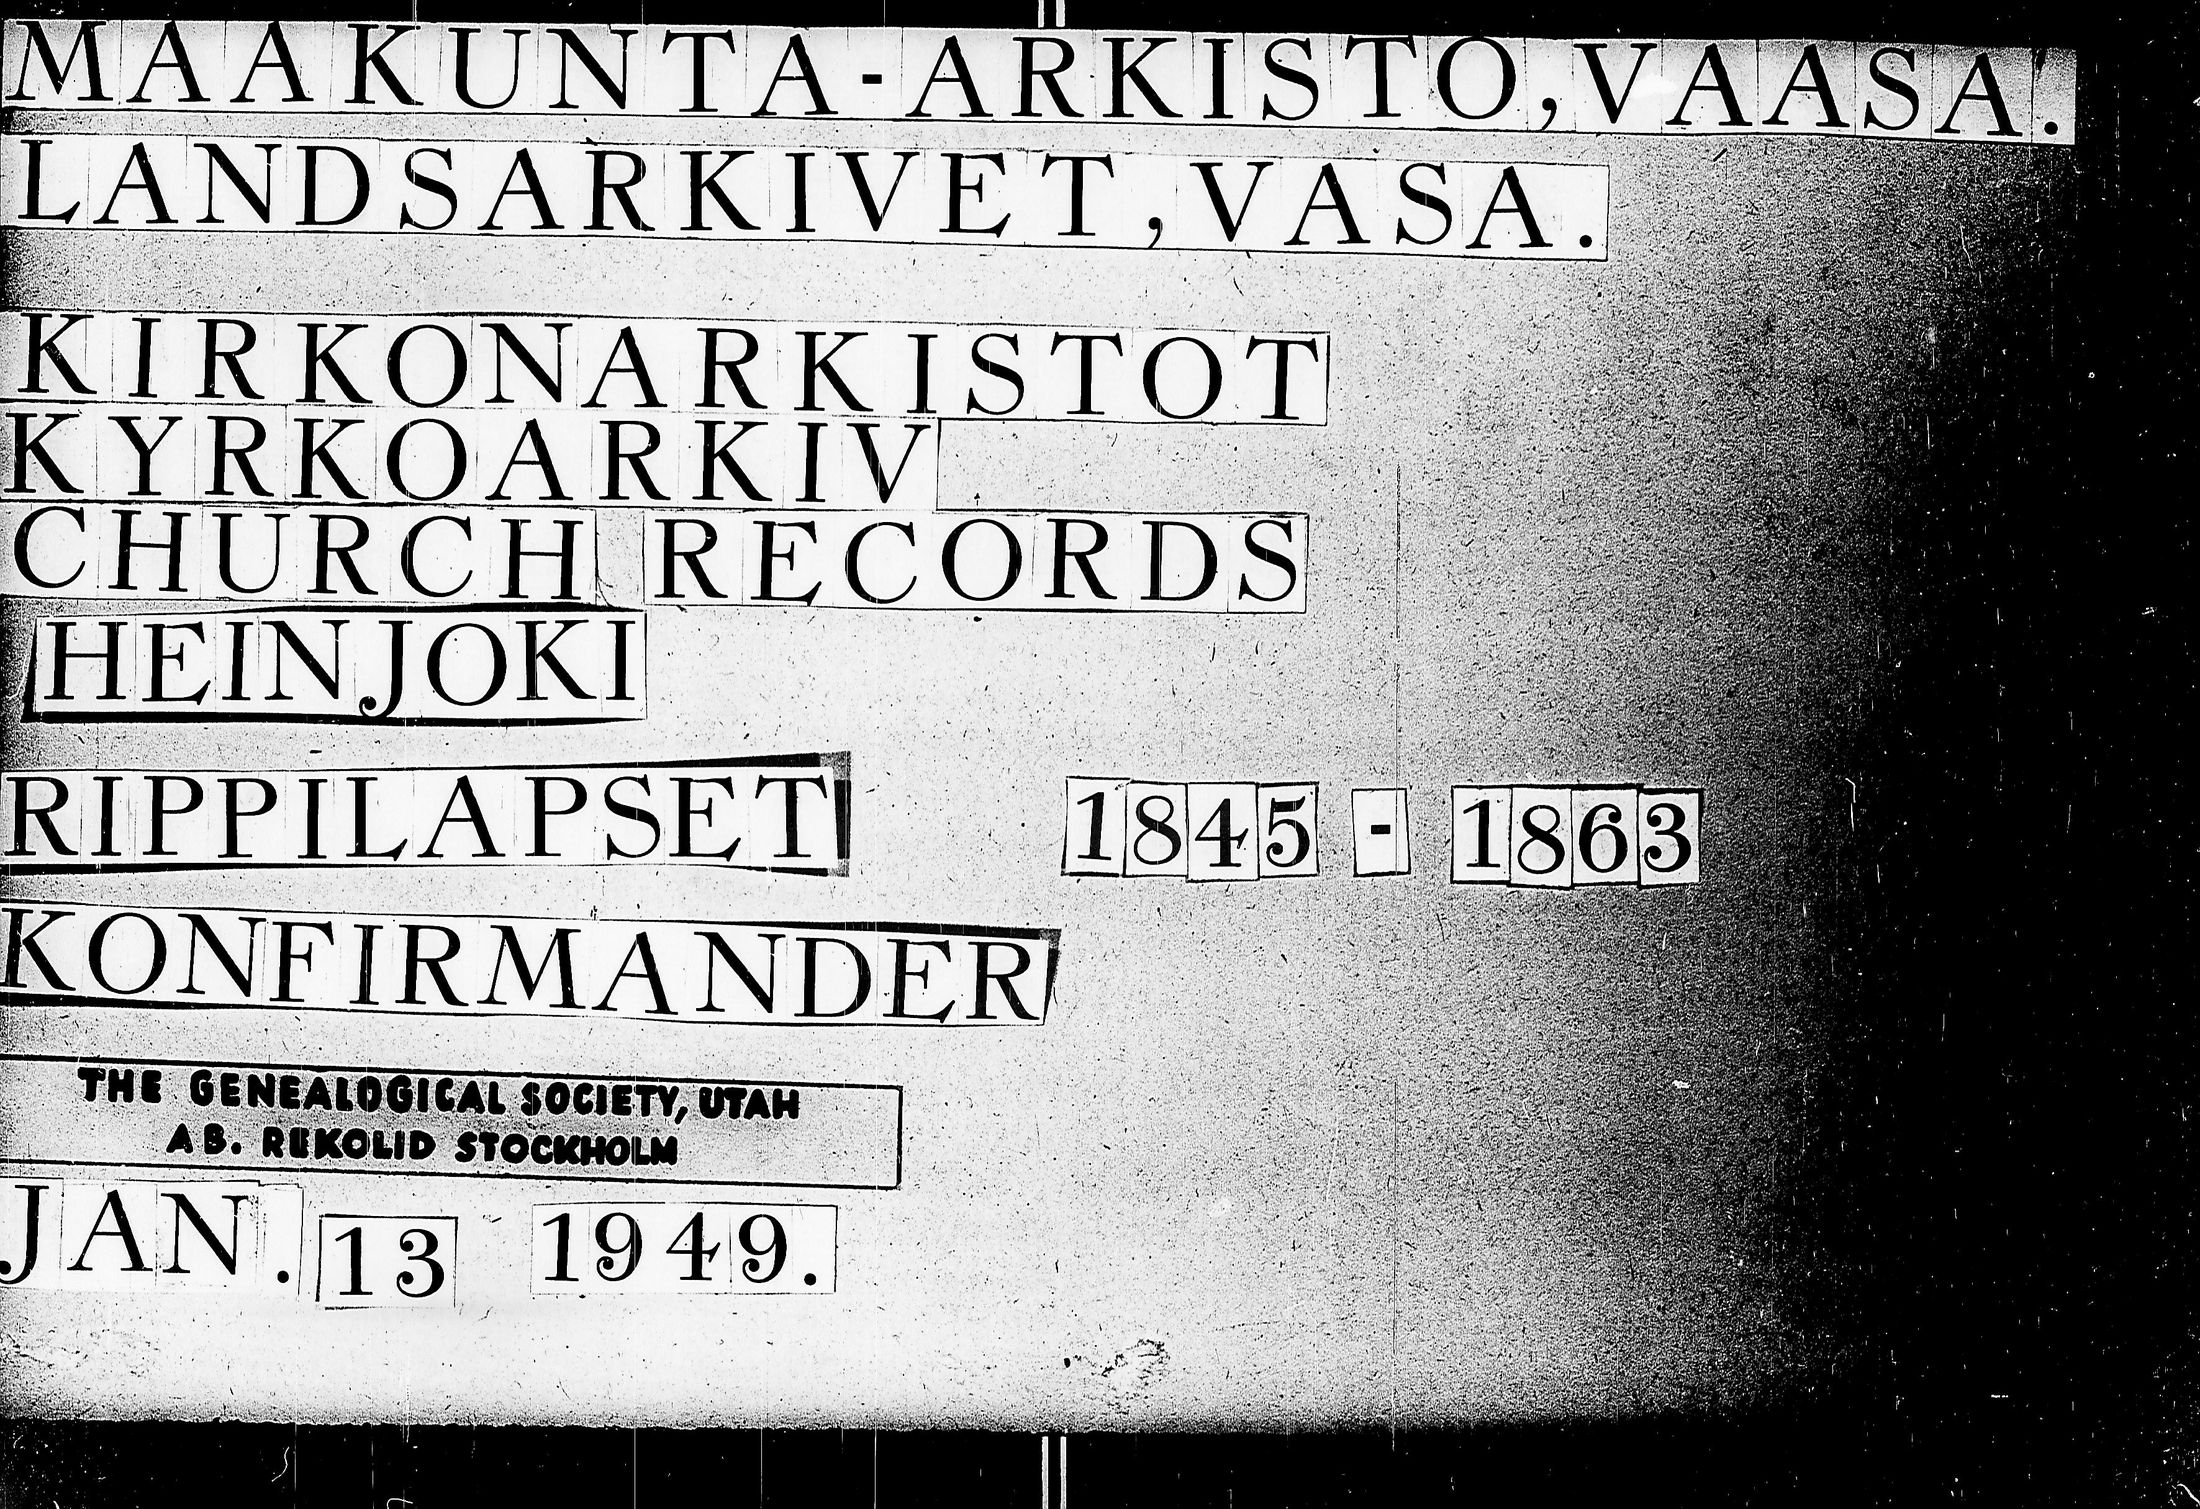 MAAKUNTA-ARKISTO, VAASA.
LANDSARKIVET, VASA.
KIRKONARKISTOT
KYRKOARKIV
CHURCH RECORDS
HEINJOKI
RIPPILAPSET 1845 - 1863
KONFIRMANDER
THE GENEALOGICAL SOCIETY, UTAH
AB. REKOLID STOCKHOLM
JAN. 13 1949.